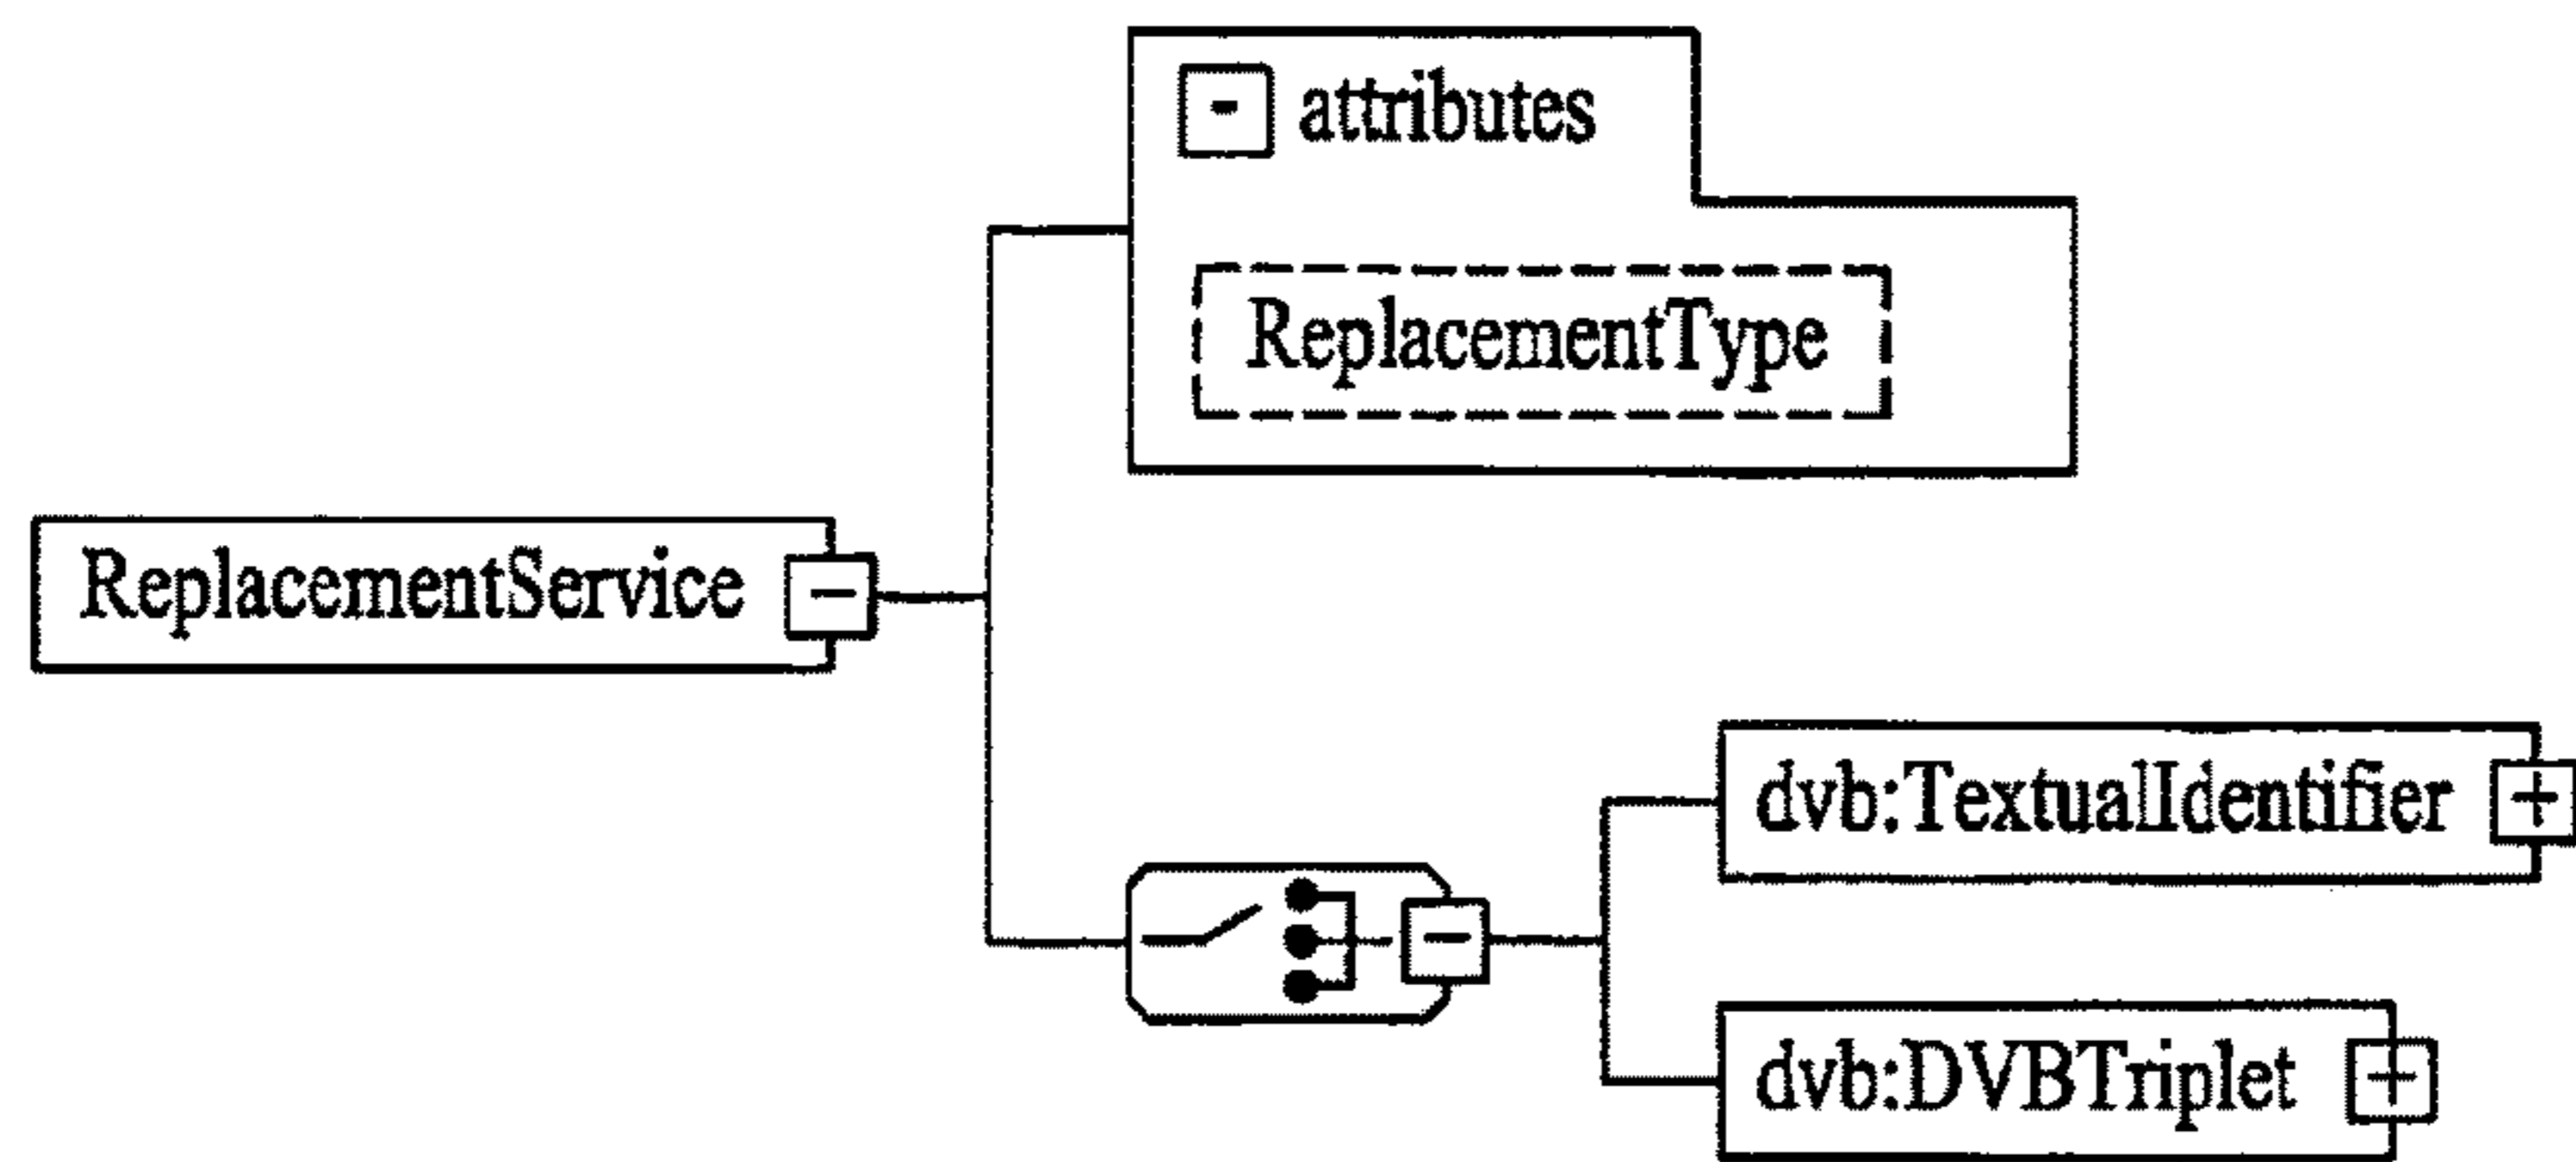 attributes
ReplacementType
ReplacementService
dvb:TextualIdentifier
dvb:DVBTriplet